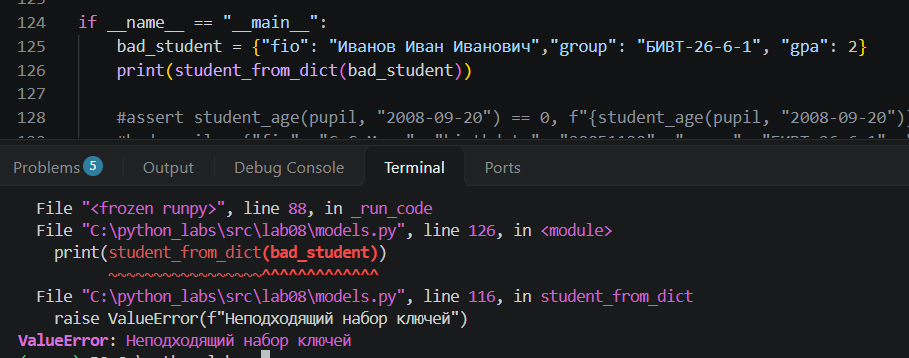 123
124 if __name__ == "__main__":
125 bad_student = {"fio": "Иванов Иван Иванович","group": "БИВТ-26-6-1", "gpa": 2}
126 print(student_from_dict(bad_student))
127
128 #assert student_age(pupil, "2008-09-20") == 0, f"{student_age(pupil, "2008-09-20")}
Problems 5 Output Debug Console Terminal Ports
File "<frozen runpy>", line 88, in _run_code
File "C:\python_labs\src\lab08\models.py", line 126, in <module>
print(student_from_dict(bad_student))
~~~~~~~~~~~~~~~~~^^^^^^^^^^^^^
File "C:\python_labs\src\lab08\models.py", line 116, in student_from_dict
raise ValueError(f"Неподходящий набор ключей")
ValueError: Неподходящий набор ключей